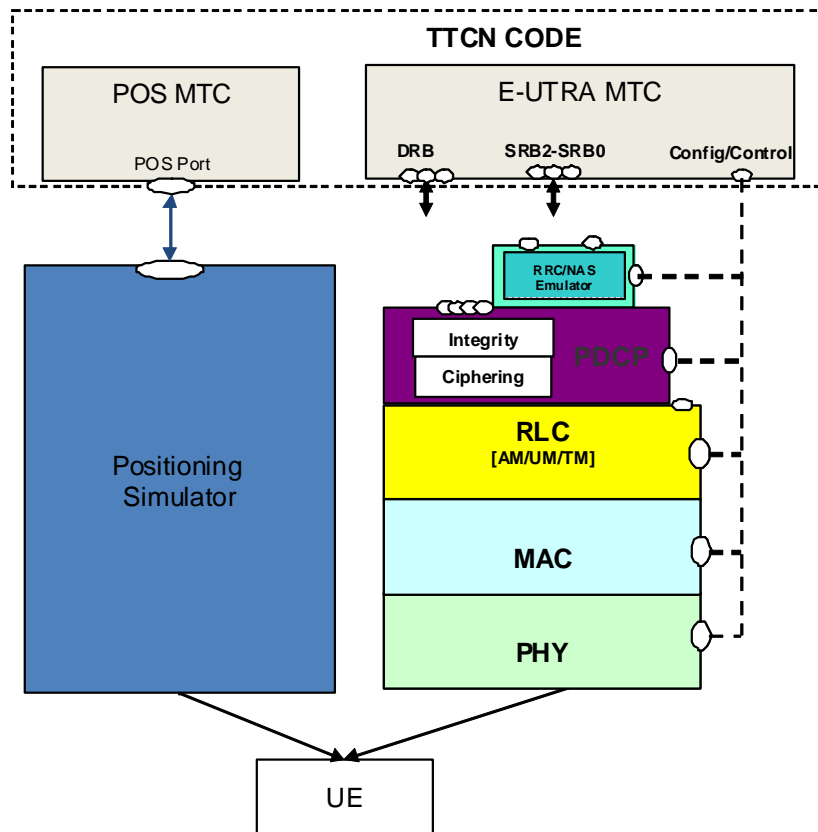 TTCN CODE
POS MTC
E-UTRA MTC
DRB
SRB2-SRB0
Config/Control
POS Port
RRC/NAS
Emulator
Integrity
PDCP
Ciphering
RLC
[AM/UM/TM]
Positioning
Simulator
MAC
PHY
UE